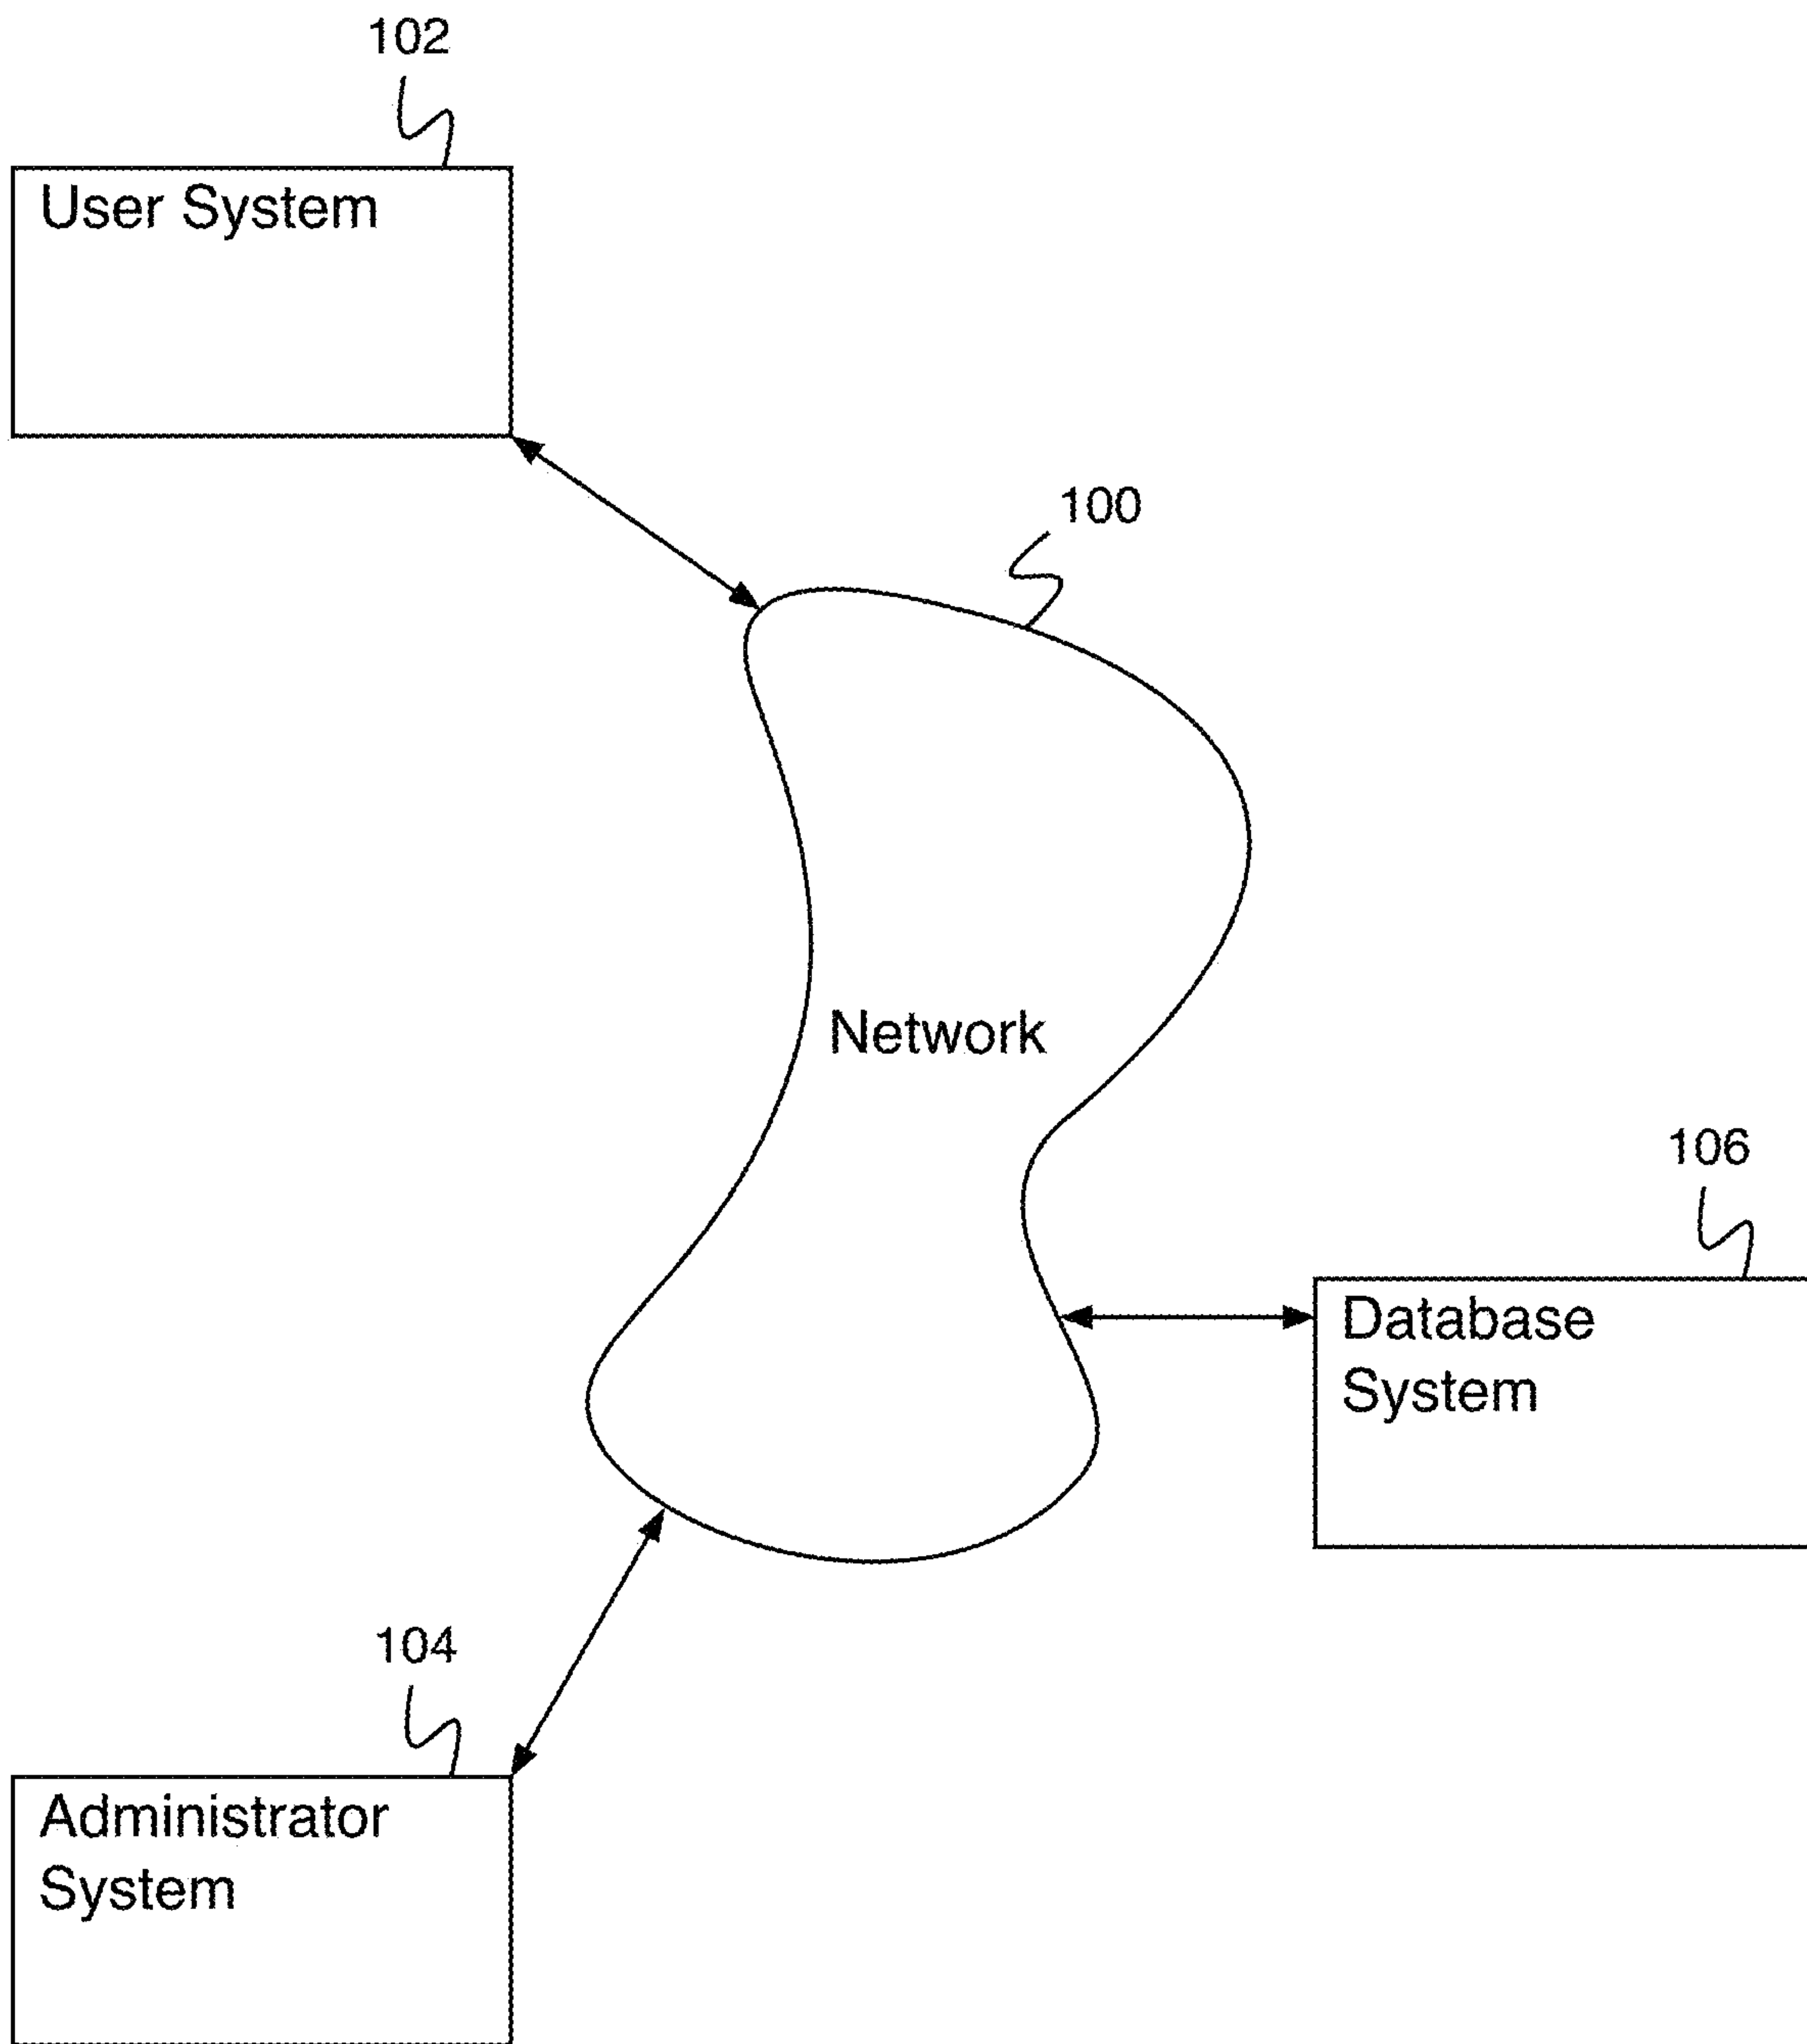 102
User System
100
Network
106
Database
System
104
Administrator
System